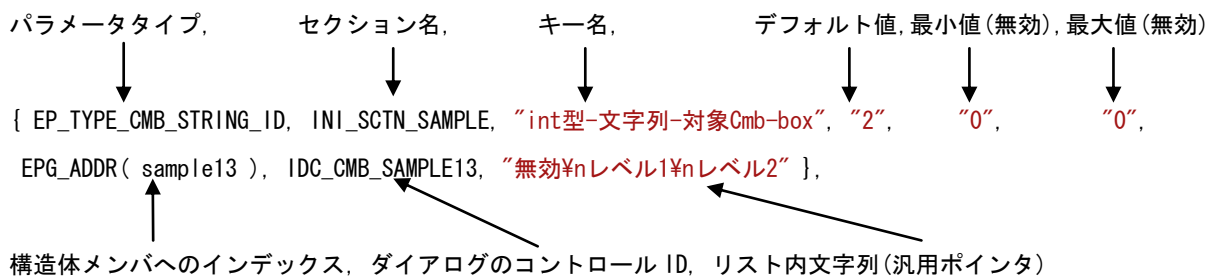 パラメータタイプ, セクション名, キー名, デフォルト値, 最小値(無効), 最大値(無効)
{ EP_TYPE_CMB_STRING_ID, INI_SCTN_SAMPLE, "int型-文字列-対象Cmb-box", "2", "0", "0",
EPG_ADDR( sample13 ), IDC_CMB_SAMPLE13, "無効¥nレベル1¥nレベル2" },
構造体メンバへのインデックス, ダイアログのコントロール ID, リスト内文字列(汎用ポインタ)